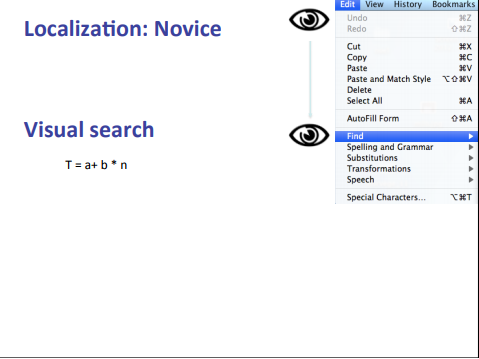 Localization: Novice
Visual search
T = a+ b * n
Edit View History Bookmarks
Undo ⌘Z
Redo ⇧⌘Z
Cut ⌘X
Copy ⌘C
Paste ⌘V
Paste and Match Style ⌥⇧⌘V
Delete
Select All ⌘A
AutoFill Form ⇧⌘A
Find ▶
Spelling and Grammar ▶
Substitutions ▶
Transformations ▶
Speech ▶
Special Characters... ⌥⌘T